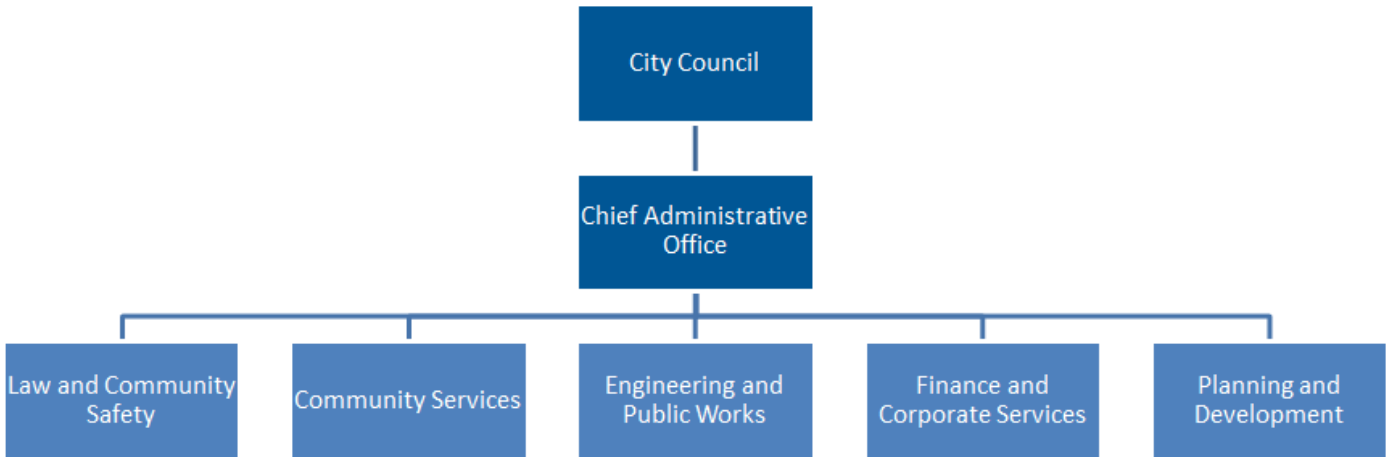 City Council
Chief Administrative
Office
Law and Community
Safety
Community Services
Engineering and
Public Works
Finance and
Corporate Services
Planning and
Development